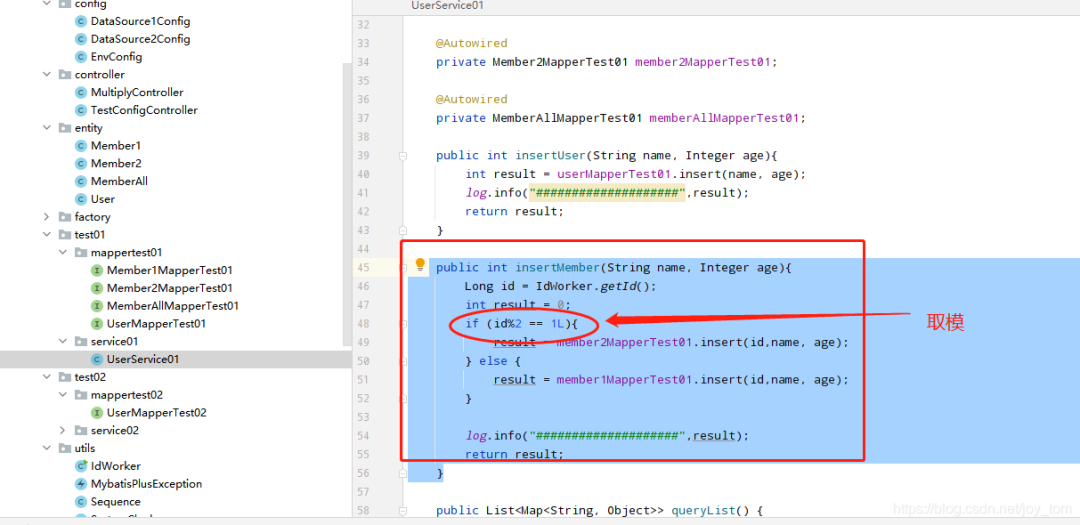 config
DataSource1Config
DataSource2Config
EnvConfig
controller
MultiplyController
TestConfigController
entity
Member1
Member2
MemberAll
User
factory
test01
mappertest01
Member1MapperTest01
Member2MapperTest01
MemberAllMapperTest01
UserMapperTest01
service01
UserService01
test02
mappertest02
UserMapperTest02
service02
utils
IdWorker
MybatisPlusException
Sequence
UserService01
32
33 @Autowired
34 private Member2MapperTest01 member2MapperTest01;
35
36 @Autowired
37 private MemberAllMapperTest01 memberAllMapperTest01;
38
39 public int insertUser(String name, Integer age){
40 int result = userMapperTest01.insert(name, age);
41 log.info("####################",result);
42 return result;
43 }
44
45 public int insertMember(String name, Integer age){
46 Long id = IdWorker.getId();
47 int result = 0;
48 if (id%2 == 1L){
取模
49 result = member2MapperTest01.insert(id,name, age);
50 } else {
51 result = member1MapperTest01.insert(id,name, age);
52 }
53
54 log.info("####################",result);
55 return result;
56 }
57
58 public List<Map<String, Object>> queryList() {
https://blog.csdn.net/joy_tom